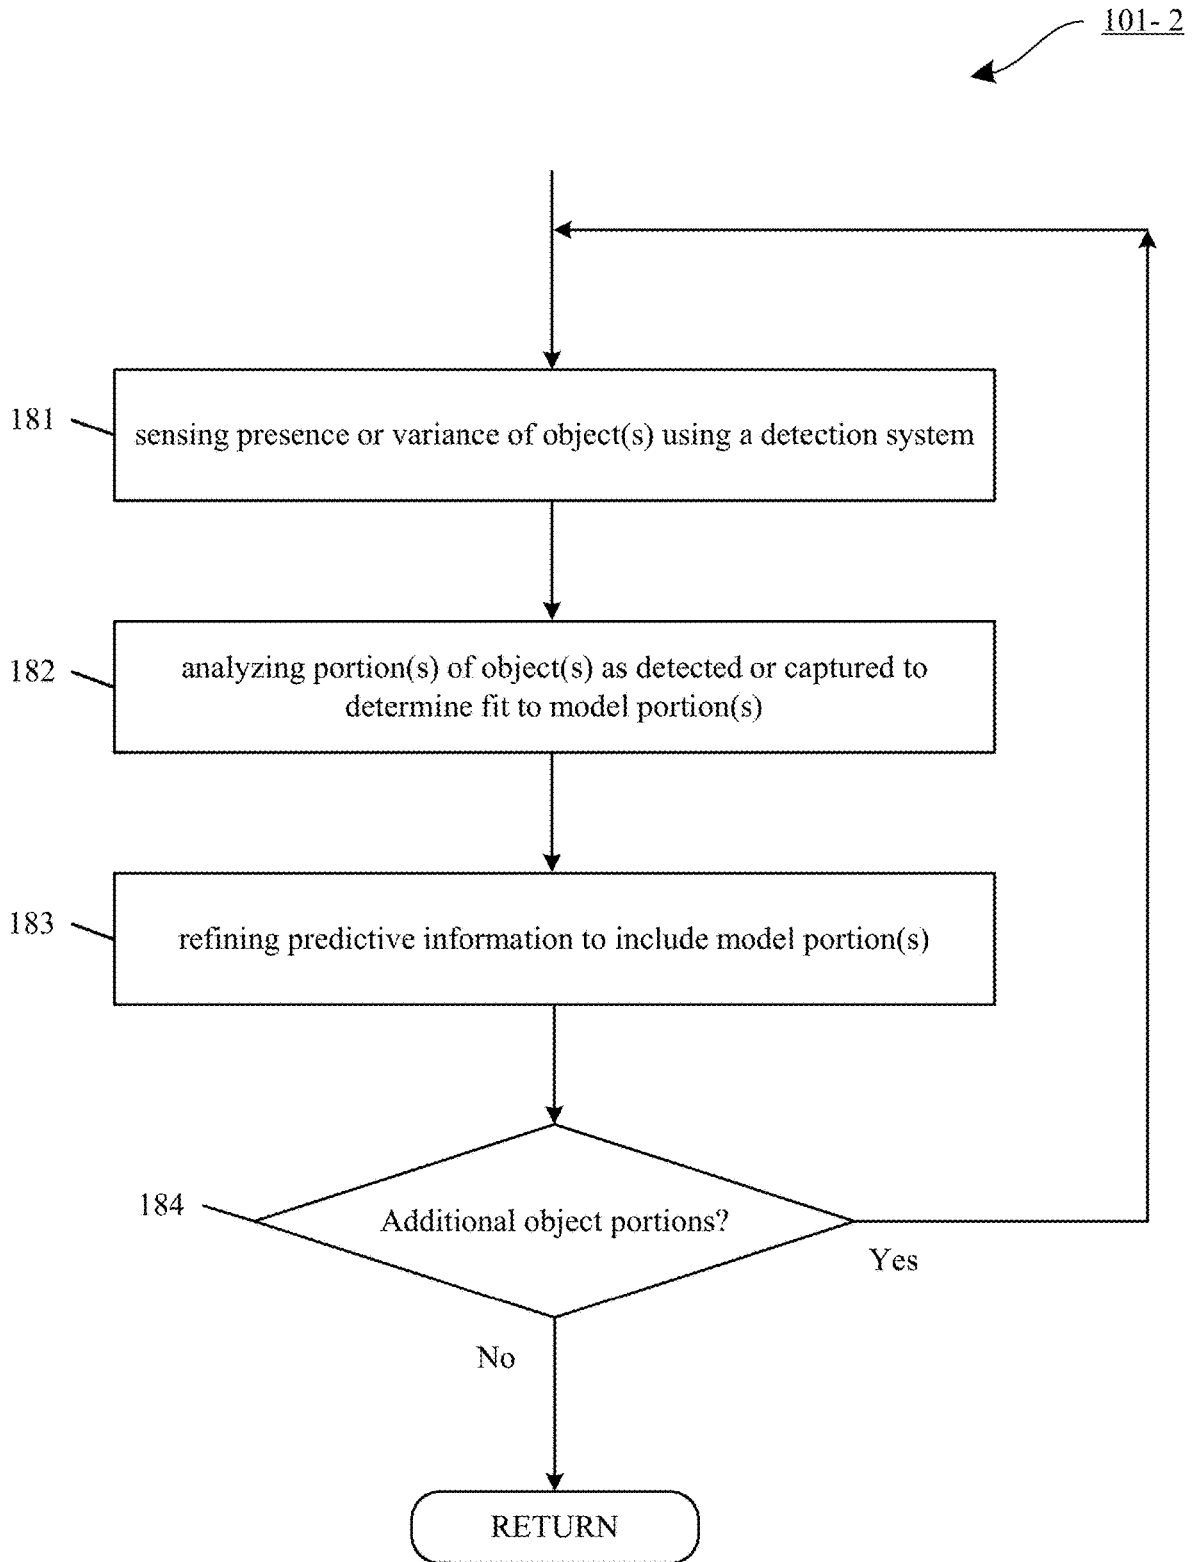 101- 2
181
sensing presence or variance of object(s) using a detection system
182
analyzing portion(s) of object(s) as detected or captured to
determine fit to model portion(s)
183
refining predictive information to include model portion(s)
184
Additional object portions?
Yes
No
RETURN